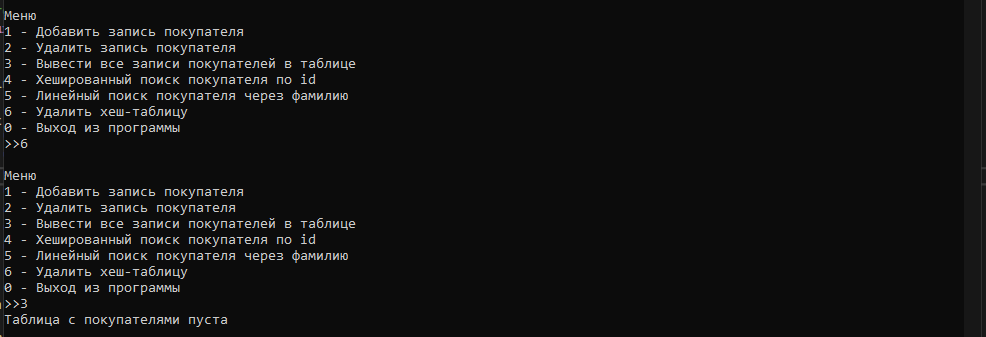 Меню
1 - Добавить запись покупателя
2 - Удалить запись покупателя
3 - Вывести все записи покупателей в таблице
4 - Хешированный поиск покупателя по id
5 - Линейный поиск покупателя через фамилию
6 - Удалить хеш-таблицу
0 - Выход из программы
>>6
Меню
1 - Добавить запись покупателя
2 - Удалить запись покупателя
3 - Вывести все записи покупателей в таблице
4 - Хешированный поиск покупателя по id
5 - Линейный поиск покупателя через фамилию
6 - Удалить хеш-таблицу
0 - Выход из программы
>>3
Таблица с покупателями пуста